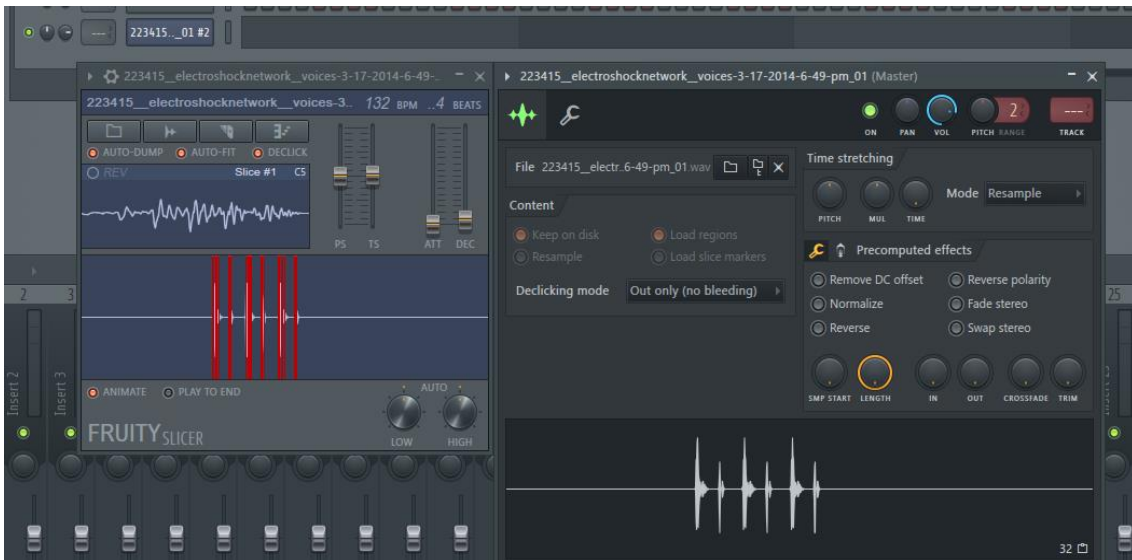 --- 223415.._01 #2
223415__electroshocknetwork__voices-3-17-2014-6-49-..
223415__electroshocknetwork__voices-3.. 132 BPM ..4 BEATS
AUTO-DUMP AUTO-FIT DECLICK
REV Slice #1 C5
PS TS ATT DEC
ANIMATE PLAY TO END AUTO
FRUITY SLICER LOW HIGH
223415__electroshocknetwork__voices-3-17-2014-6-49-pm_01 (Master)
2 ---
ON PAN VOL PITCH RANGE TRACK
File 223415__electr..6-49-pm_01.wav
Content
Keep on disk Load regions
Resample Load slice markers
Declicking mode Out only (no bleeding)
Time stretching
Mode Resample
PITCH MUL TIME
Precomputed effects
Remove DC offset Reverse polarity
Normalize Fade stereo
Reverse Swap stereo
SMP START LENGTH IN OUT CROSSFADE TRIM
32
2 3
Insert 2
Insert 3
25